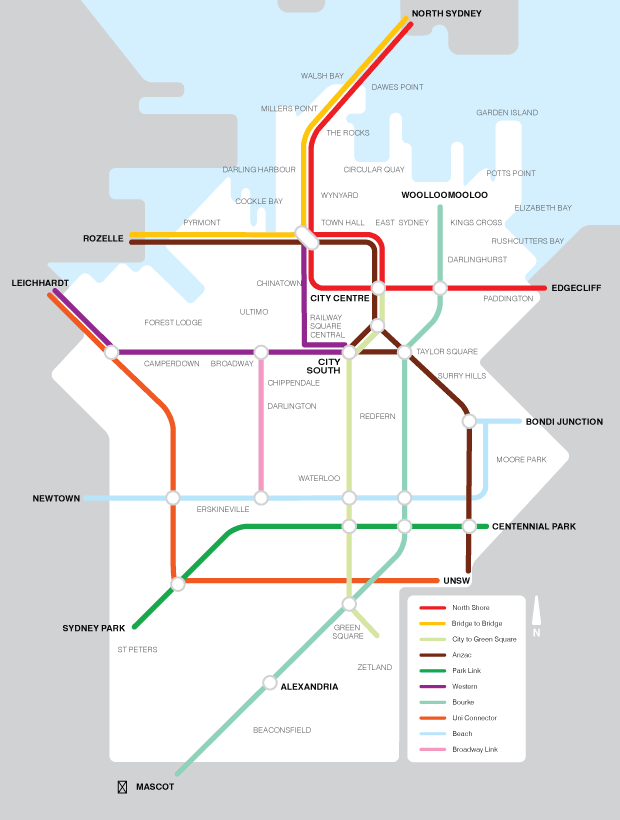 NORTH SYDNEY
WALSH BAY
DAWES POINT
MILLERS POINT
GARDEN ISLAND
THE ROCKS
DARLING HARBOUR
CIRCULAR QUAY
POTTS POINT
COCKLE BAY
WYNYARD
WOOLLOOMOOLOO
ELIZABETH BAY
PYRMONT
TOWN HALL
EAST SYDNEY
KINGS CROSS
ROZELLE
RUSHCUTTERS BAY
DARLINGHURST
LEICHHARDT
CHINATOWN
EDGECLIFF
CITY CENTRE
PADDINGTON
ULTIMO
FOREST LODGE
RAILWAY
SQUARE
CENTRAL
TAYLOR SQUARE
CAMPERDOWN
BROADWAY
CITY
SOUTH
SURRY HILLS
CHIPPENDALE
DARLINGTON
REDFERN
BONDI JUNCTION
MOORE PARK
WATERLOO
NEWTOWN
ERSKINEVILLE
CENTENNIAL PARK
UNSW
SYDNEY PARK
GREEN
SQUARE
ST PETERS
ZETLAND
ALEXANDRIA
BEACONSFIELD
MASCOT
North Shore
Bridge to Bridge
City to Green Square
Anzac
Park Link
Western
Bourke
Uni Connector
Beach
Broadway Link
N